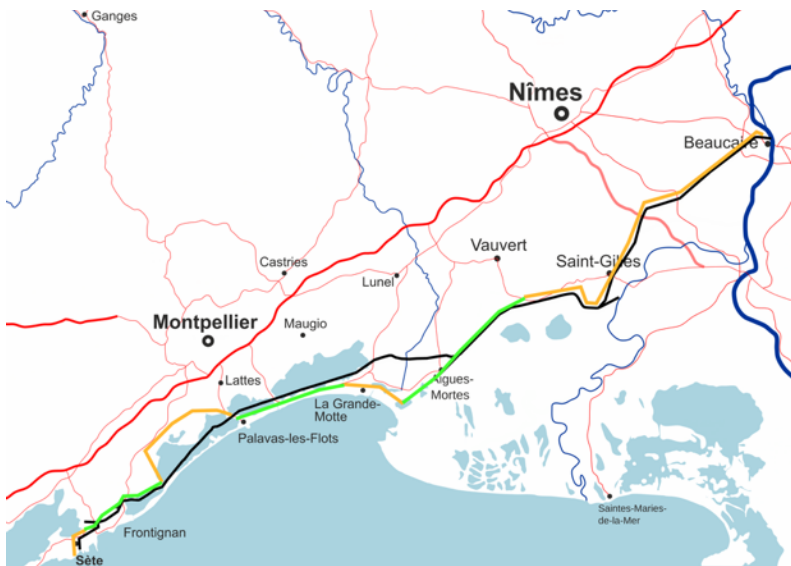 Ganges
Nîmes
Beaucaire
Vauvert
Saint-Gilles
Castries
Lunel
Montpellier
Maugio
Lattes
Aigues-
Mortes
La Grande-
Motte
Palavas-les-Flots
Saintes-Maries-
de-la-Mer
Frontignan
Sète